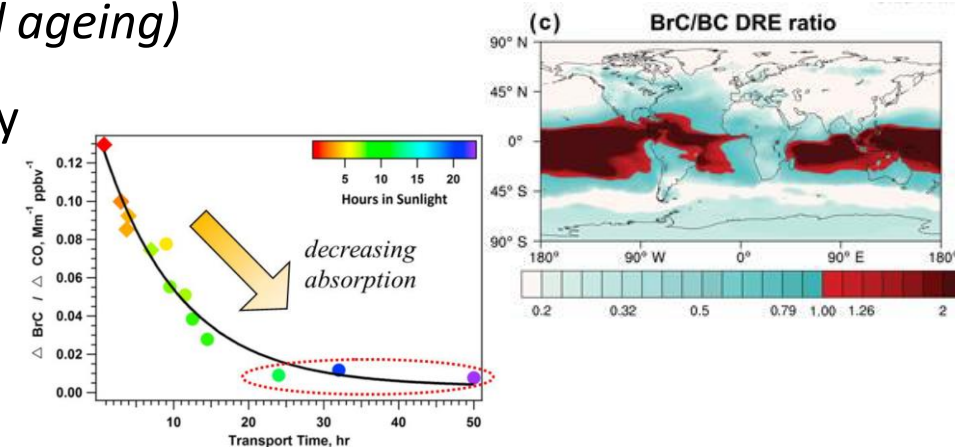 ageing)
y
0.12
0.10
0.08
0.06
0.04
0.02
0.00
△ BrC / △ CO, Mm⁻¹ ppbv⁻¹
5 10 15 20
Hours in Sunlight
decreasing
absorption
10 20 30 40 50
Transport Time, hr
(c) BrC/BC DRE ratio
90° N
45° N
0°
45° S
90° S
180° 90° W 0° 90° E 180°
0.2 0.32 0.5 0.79 1.00 1.26 2